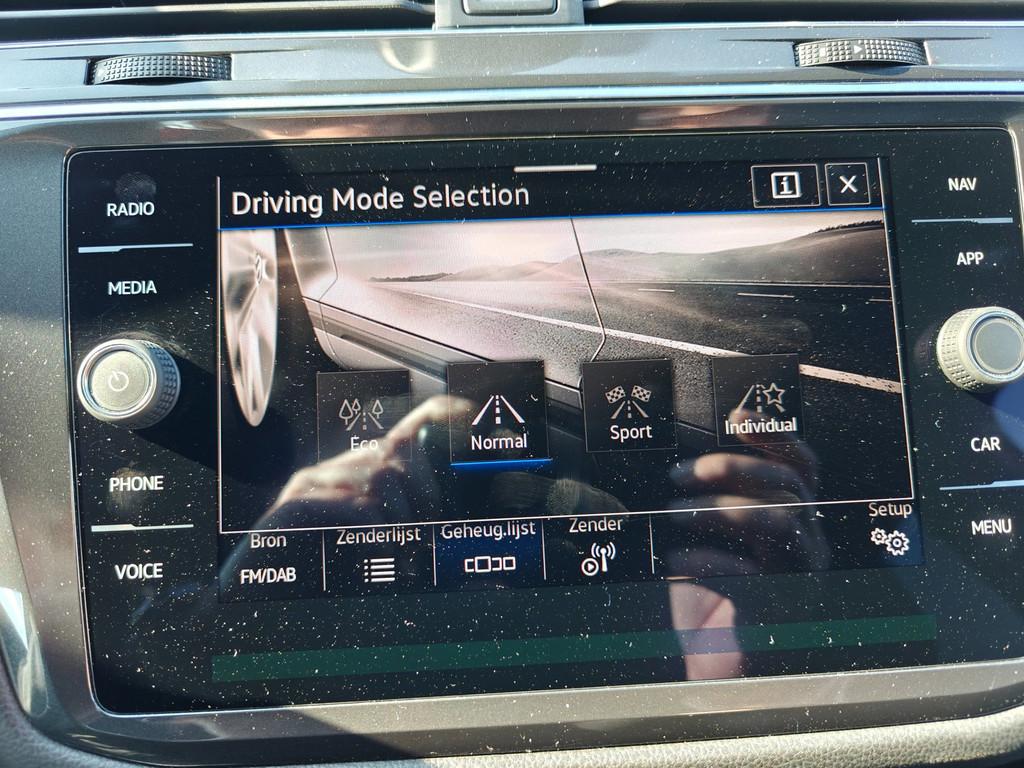 RADIO
MEDIA
PHONE
VOICE
Driving Mode Selection
i
X
Eco
Normal
Sport
Individual
Bron
FM/DAB
Zenderlijst
Geheug.lijst
Zender
Setup
NAV
APP
CAR
MENU